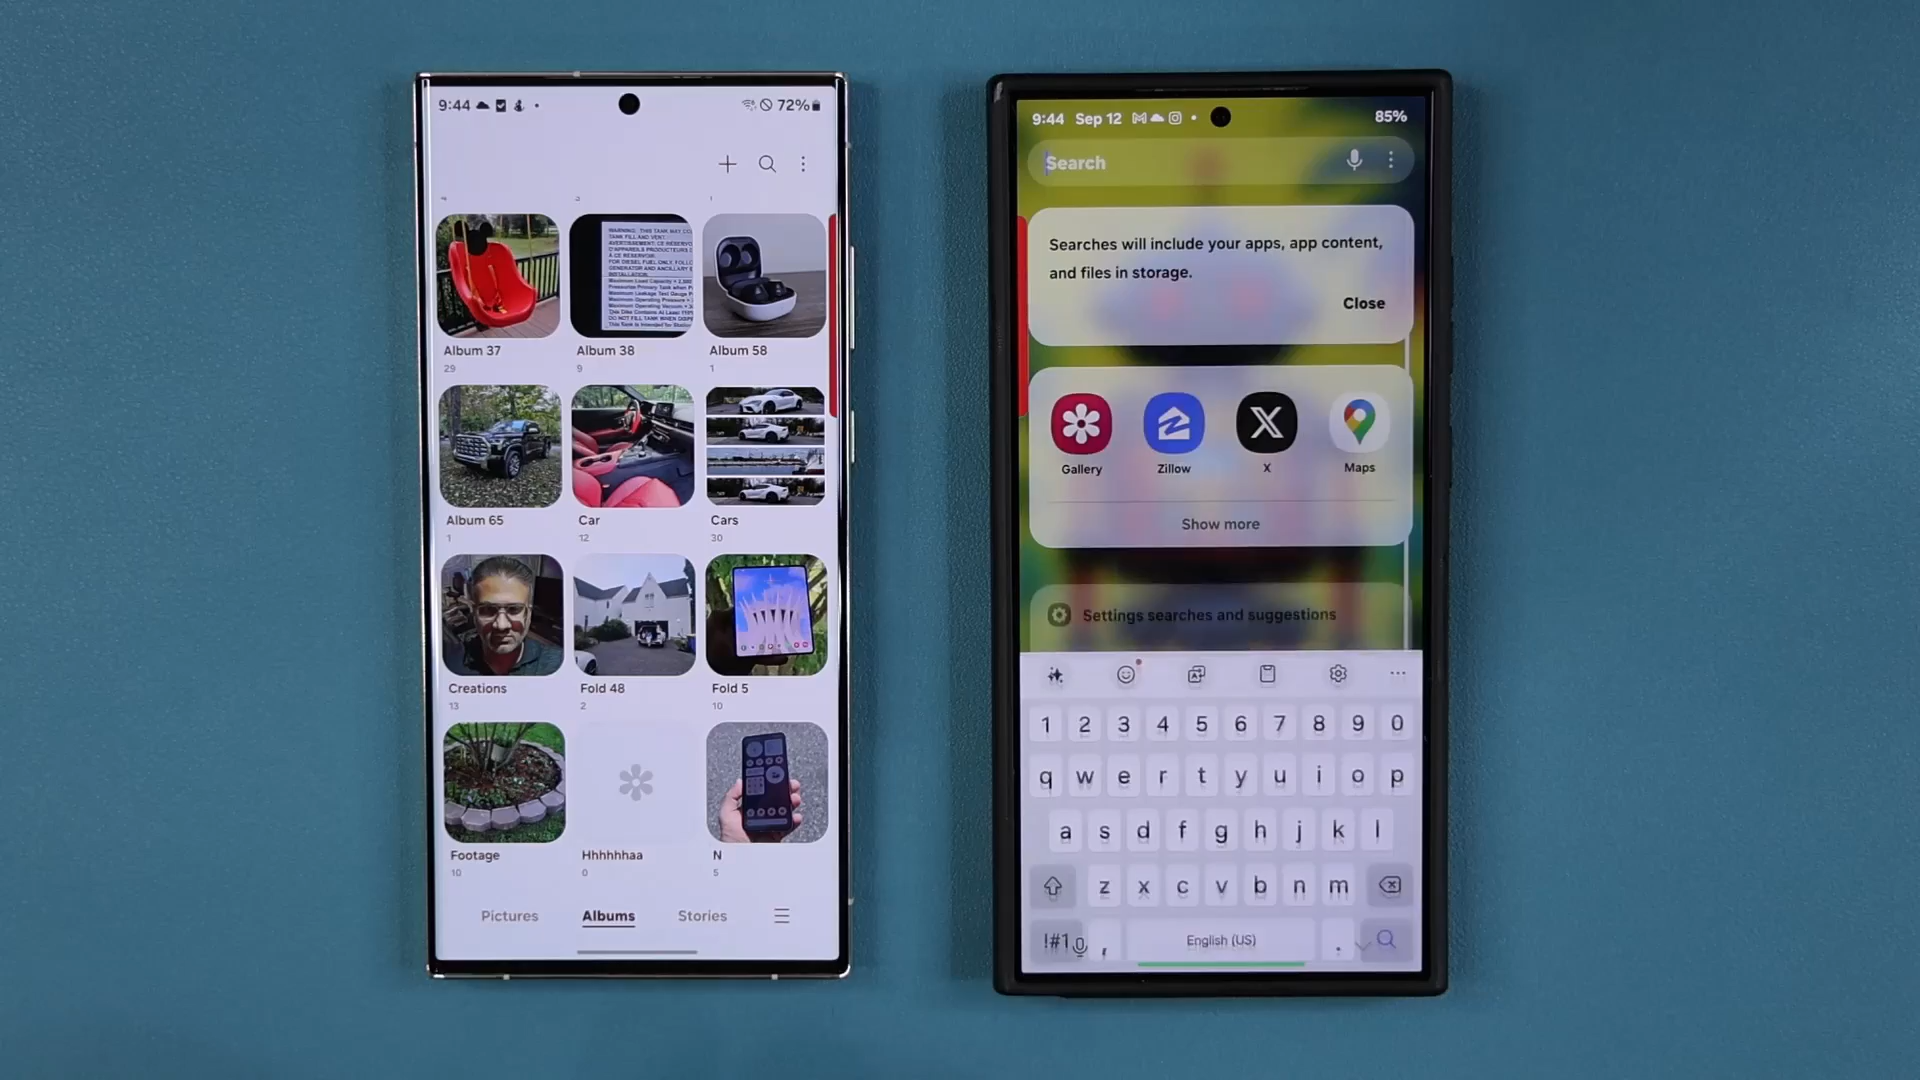 9:44
72%
Album 37
29
Album 38
9
Album 58
1
Album 65
1
Car
12
Cars
30
Creations
13
Fold 48
2
Fold 5
10
Footage
10
Hhhhhhaa
0
N
5
Pictures
Albums
Stories
9:44 Sep 12
85%
Search
Searches will include your apps, app content,
and files in storage.
Close
Gallery
Zillow
X
Maps
Show more
Settings searches and suggestions
1 2 3 4 5 6 7 8 9 0
q w e r t y u i o p
a s d f g h j k l
z x c v b n m
!#1 , English (US) .